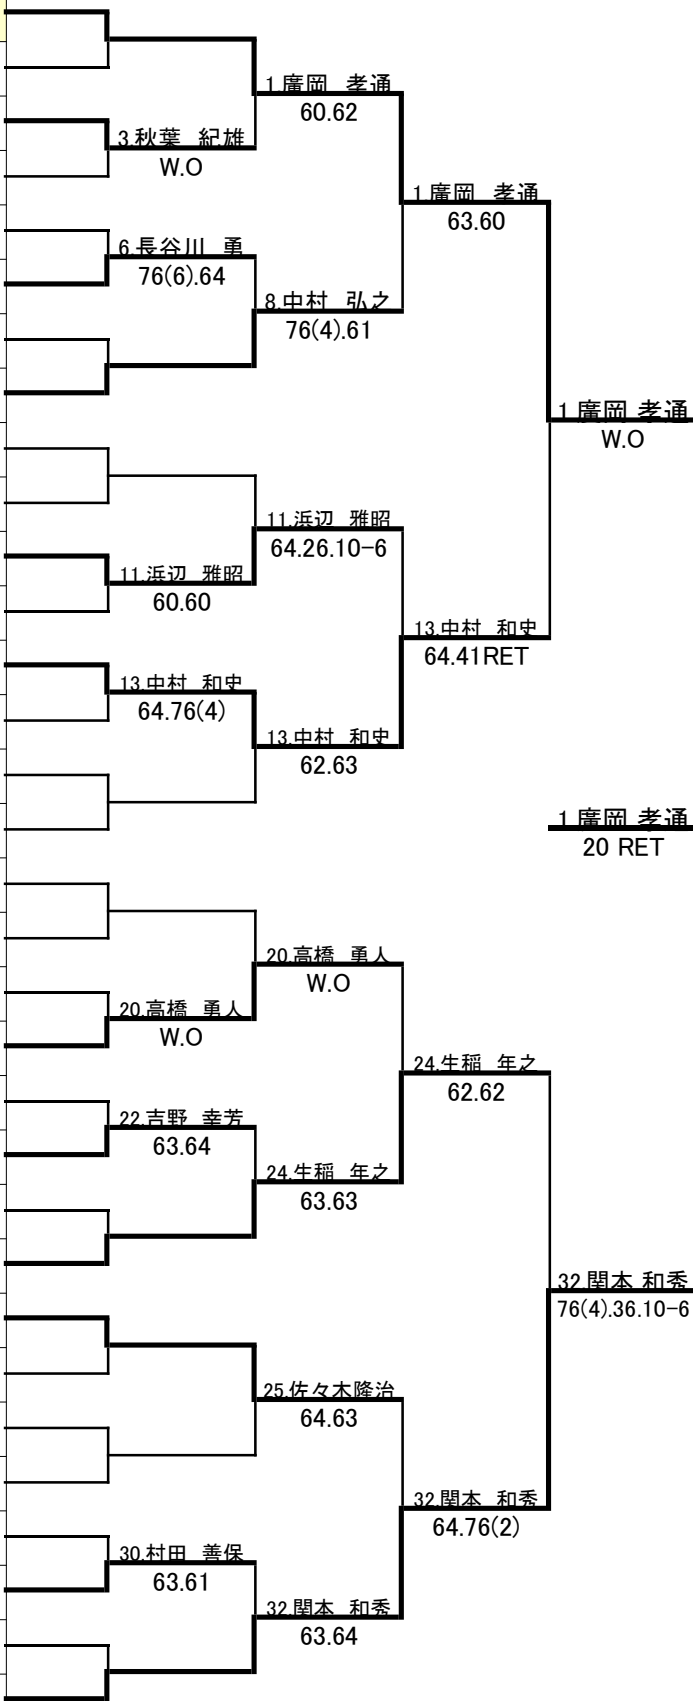 1.廣岡　孝通
60.62
3.秋葉　紀雄
W.O
1.廣岡　孝通
63.60
6.長谷川　勇
76(6).64
8.中村　弘之
76(4).61
1 廣岡 孝通
W.O
11.浜辺　雅昭
64.26.10-6
11.浜辺　雅昭
60.60
13.中村　和史
64.41RET
13.中村　和史
64.76(4)
13.中村　和史
62.63
1 廣岡 孝通
20 RET
20.高橋　勇人
W.O
20.高橋　勇人
W.O
24.生稲　年之
62.62
22.吉野　幸芳
63.64
24.生稲　年之
63.63
32.関本 和秀
76(4).36.10-6
25.佐々木隆治
64.63
32.関本　和秀
64.76(2)
30.村田　善保
63.61
32.関本　和秀
63.64